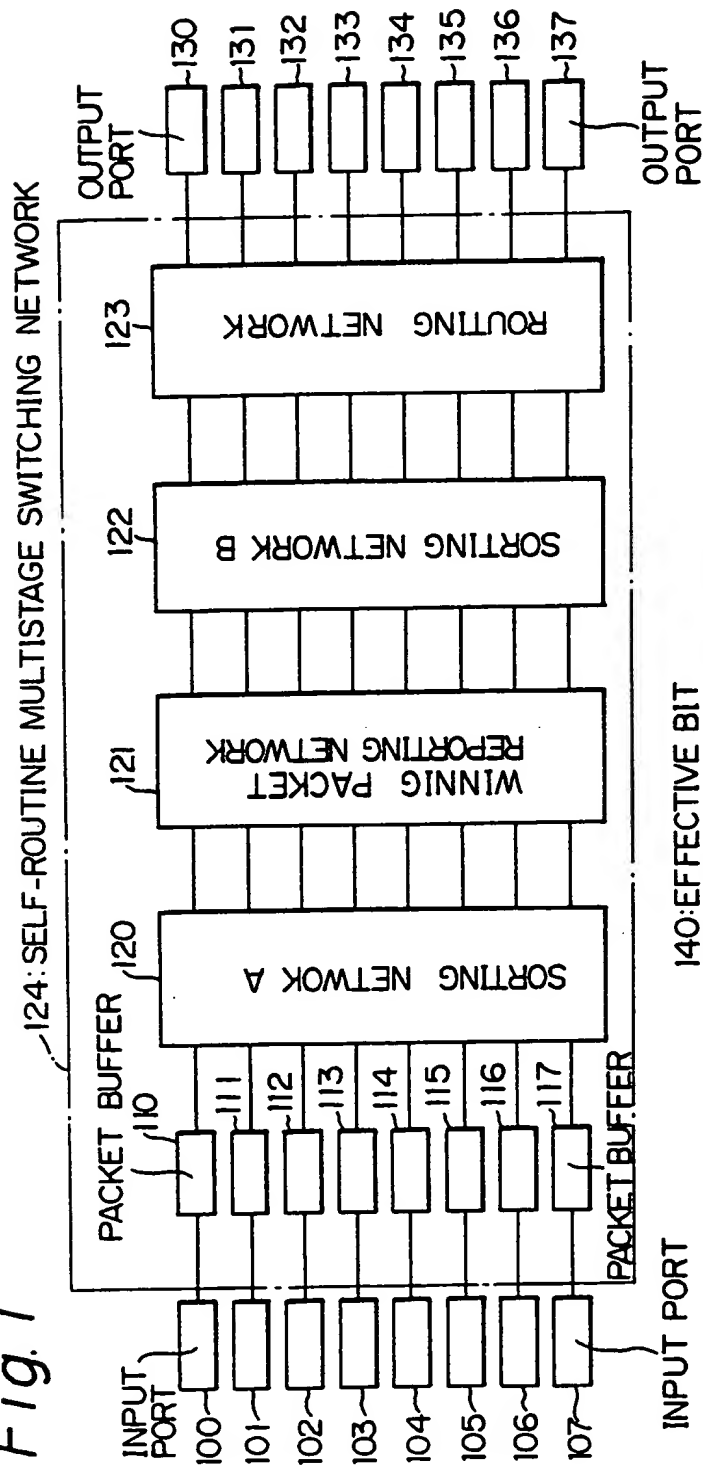 Fig. 1
124: SELF-ROUTINE MULTISTAGE SWITCHING NETWORK
INPUT
PORT
100
101
102
103
104
105
106
107
INPUT PORT
PACKET BUFFER
110
111
112
113
114
115
116
117
PACKET BUFFER
120
SORTING NETWOK A
121
WINNIG PACKET
REPORTING NETWORK
122
SORTING NETWORK B
123
ROUTING NETWORK
OUTPUT
PORT
130
131
132
133
134
135
136
137
OUTPUT
PORT
140: EFFECTIVE BIT